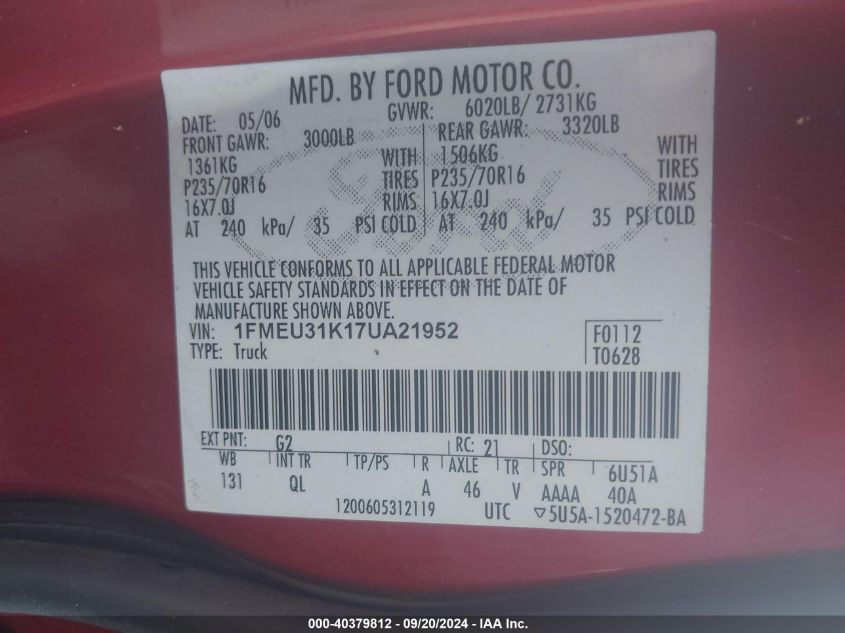 MFD. BY FORD MOTOR CO.
DATE: 05/06 GVWR: 6020LB/ 2731KG
FRONT GAWR: 3000LB REAR GAWR: 3320LB
1361KG WITH 1506KG WITH
P235/70R16 TIRES P235/70R16 TIRES
16X7.0J RIMS 16X7.0J RIMS
AT 240 kPa/ 35 PSI COLD AT 240 kPa/ 35 PSI COLD
Ford
THIS VEHICLE CONFORMS TO ALL APPLICABLE FEDERAL MOTOR
VEHICLE SAFETY STANDARDS IN EFFECT ON THE DATE OF
MANUFACTURE SHOWN ABOVE.
VIN: 1FMEU31K17UA21952 F0112
TYPE: Truck T0628
EXT PNT: G2 RC: 21 DSO:
WB INT TR TP/PS R AXLE TR SPR 6U51A
131 QL A 46 V AAAA 40A
1200605312119 UTC ▽5U5A-1520472-BA
000-40379812 - 09/20/2024 - IAA Inc.